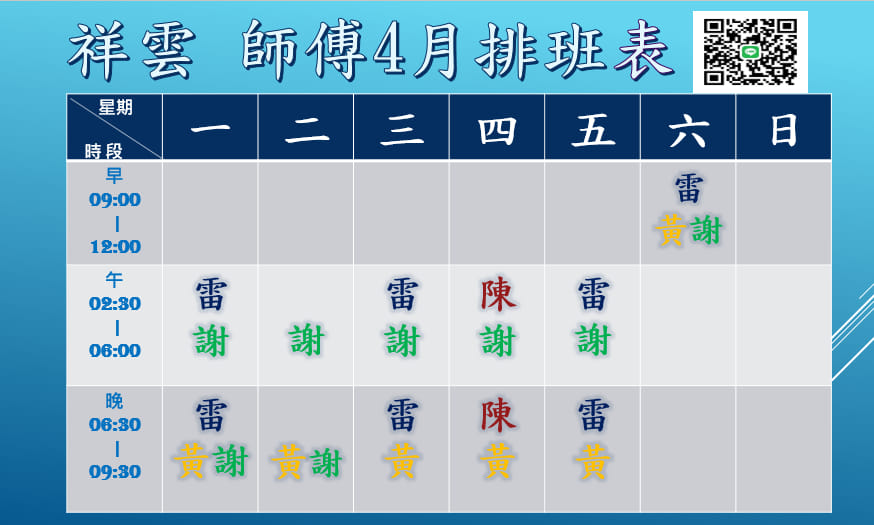 祥雲 師傅4月排班表
星期 一 二 三 四 五 六 日
時段
早
09:00
|
12:00
雷
黃謝
午
02:30
|
06:00
雷 雷 陳 雷
謝 謝 謝 謝 謝
晚
06:30
|
09:30
雷 雷 陳 雷
黃謝 黃謝 黃 黃 黃